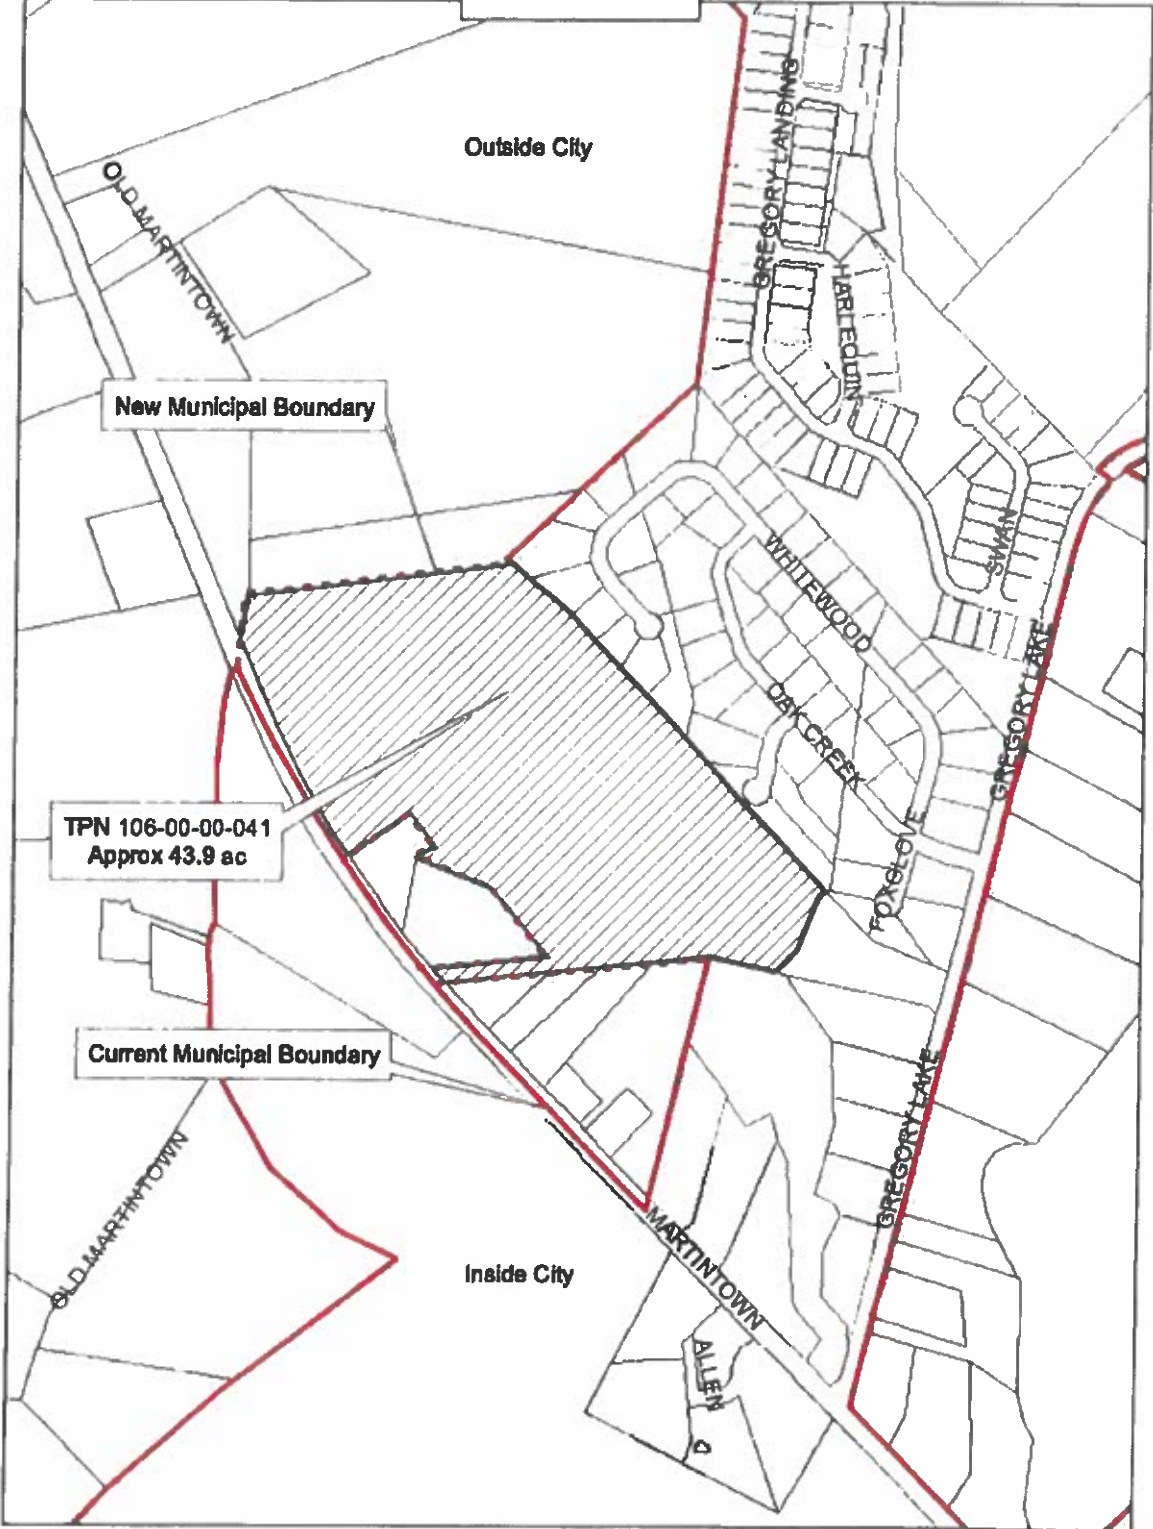 Outside City
GREGORY LANDING
OLD MARTINTOWN
HARLEQUIN
New Municipal Boundary
SWAN
WHITEWOOD
GREGORY LAKE
OAK CREEK
TPN 106-00-00-041
Approx 43.9 ac
FOXGLOVE
Current Municipal Boundary
GREGORY LAKE
OLD MARTINTOWN
MARTINTOWN
Inside City
ALLEN
D